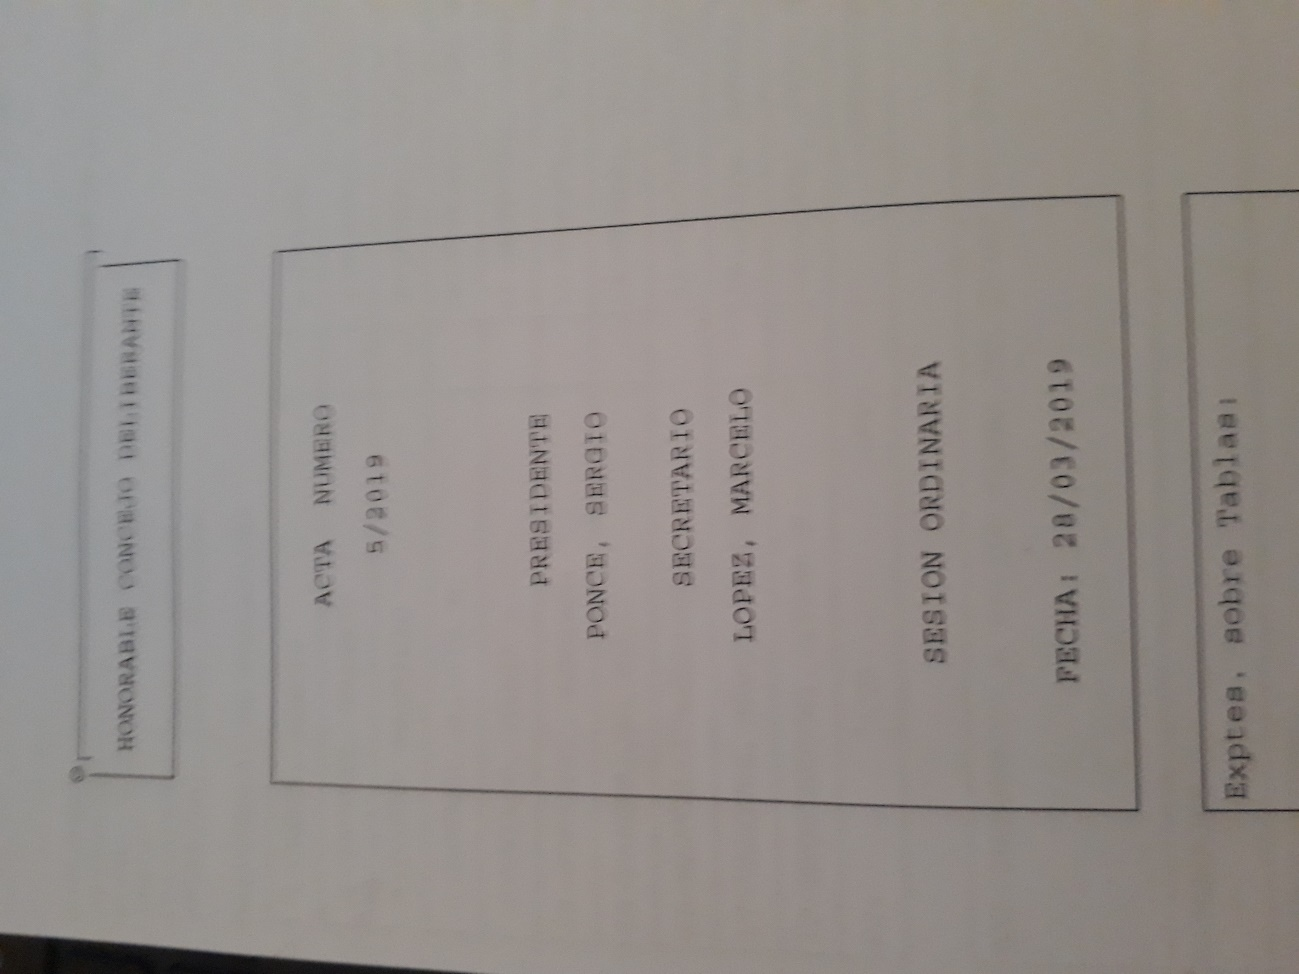 HONORABLE CONCEJO DELIBERANTE
ACTA NUMERO
5/2019
PRESIDENTE
PONCE, SERGIO
SECRETARIO
LOPEZ, MARCELO
SESION ORDINARIA
FECHA: 28/03/2019
Exptes. sobre Tablas: